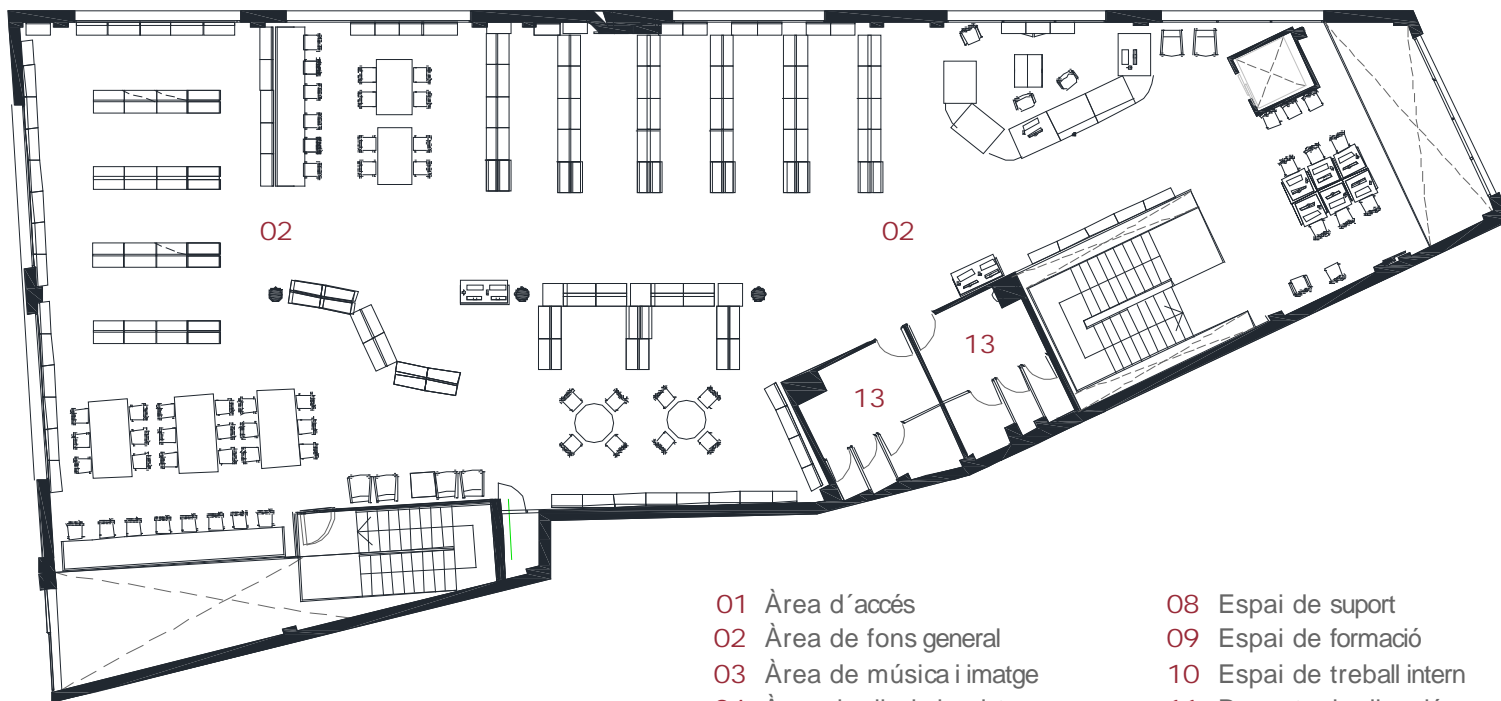 02
02
13
13
01 Àrea d´accés
02 Àrea de fons general
03 Àrea de música i imatge
08 Espai de suport
09 Espai de formació
10 Espai de treball intern